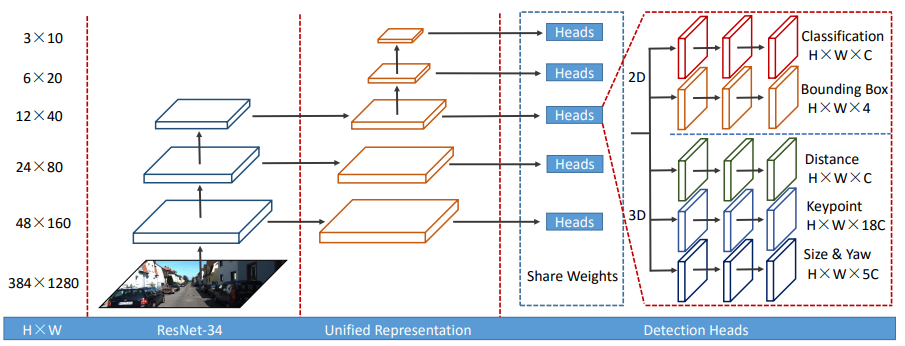 3×10
6×20
12×40
24×80
48×160
384×1280
Heads
Heads
Heads
Heads
Heads
Share Weights
2D
3D
Classification
H×W×C
Bounding Box
H×W×4
Distance
H×W×C
Keypoint
H×W×18C
Size & Yaw
H×W×5C
H×W
ResNet-34
Unified Representation
Detection Heads